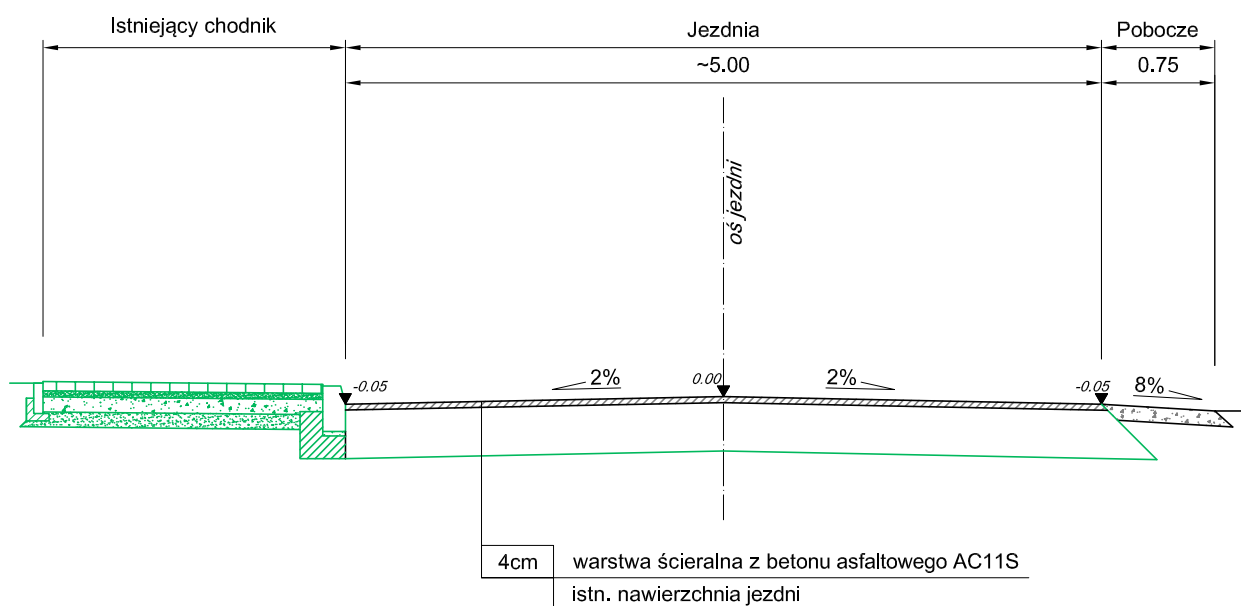 Istniejący chodnik
Jezdnia
Pobocze
~5.00
0.75
oś jezdni
-0.05
2%
0.00
2%
-0.05
8%
4cm
warstwa ścieralna z betonu asfaltowego AC11S
istn. nawierzchnia jezdni